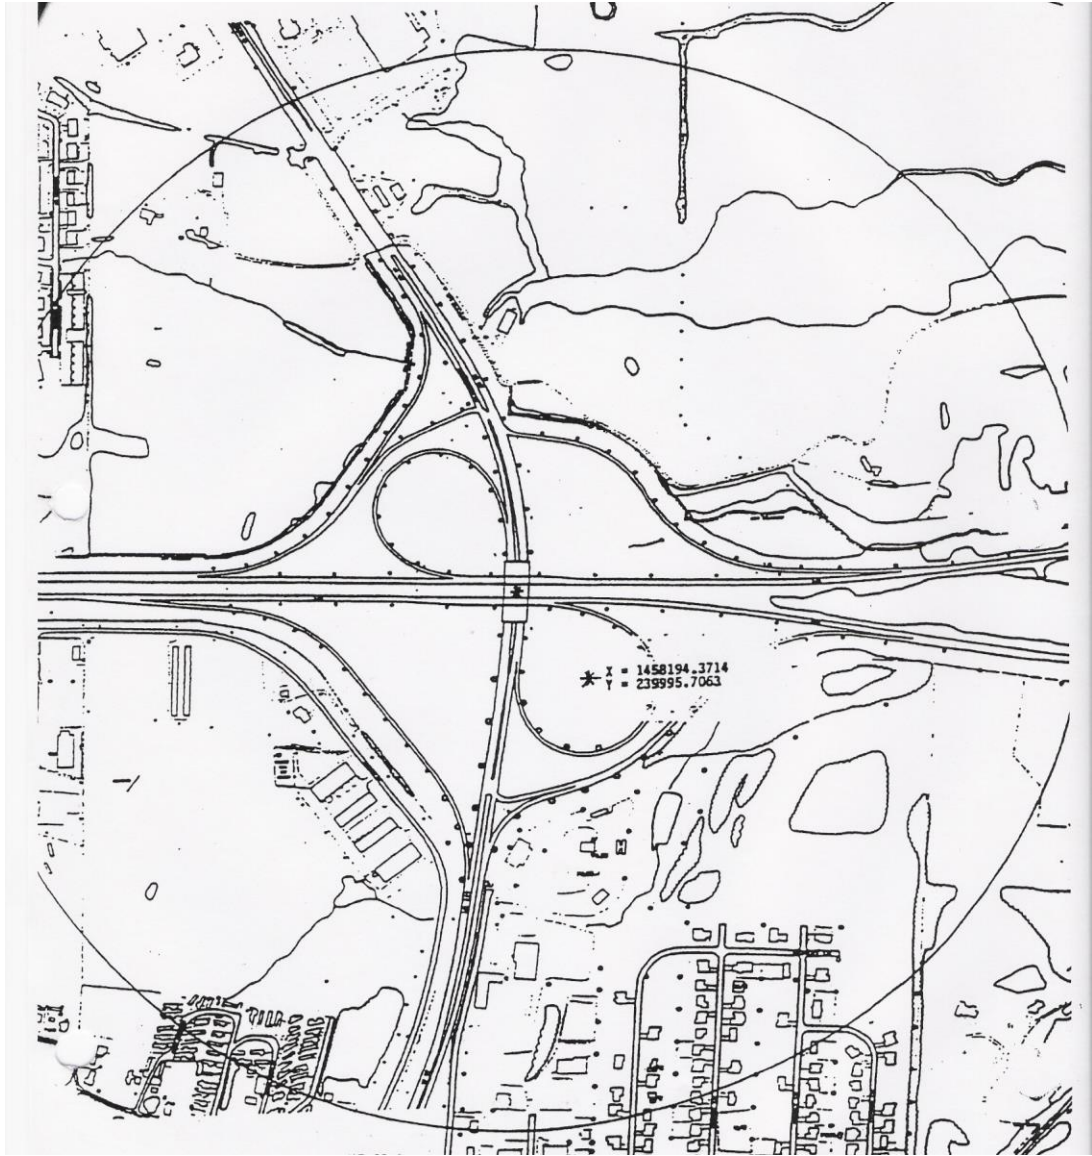 X = 1458194.3714
Y = 239995.7063